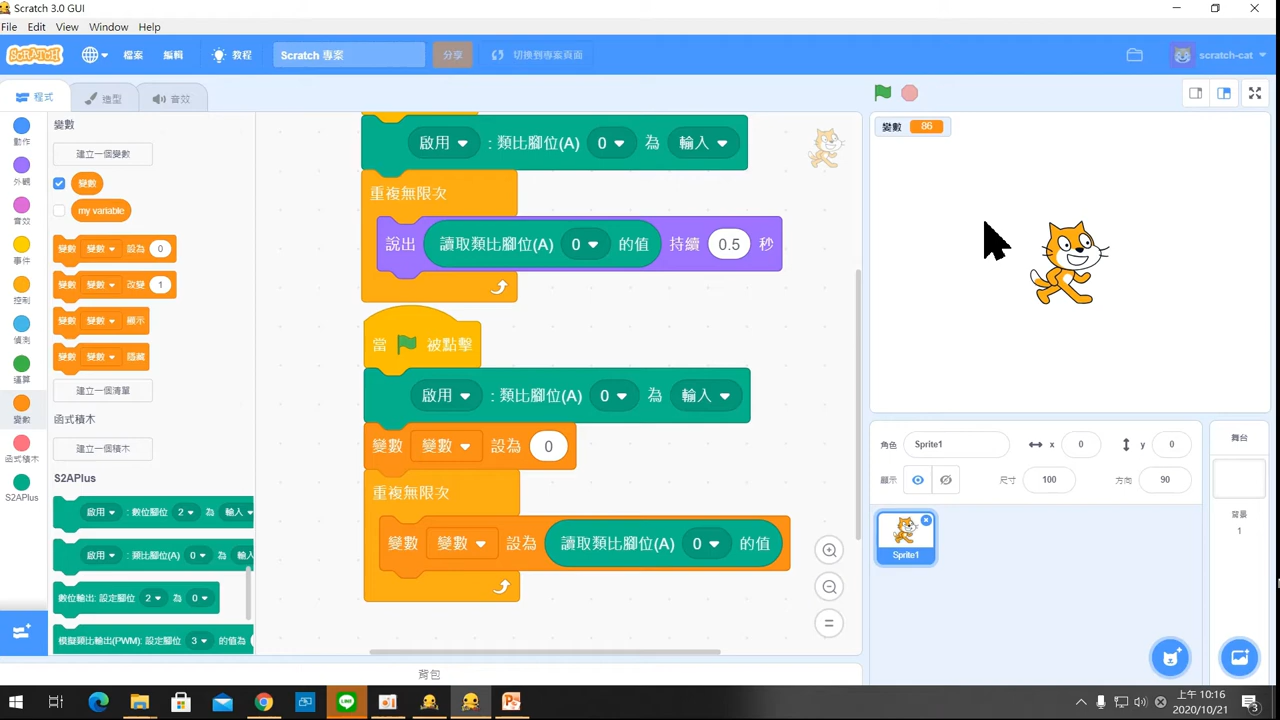 Scratch 3.0 GUI
File Edit View Window Help
SCRATCH 檔案 編輯 教程 Scratch 專案 分享 切換到專案頁面 scratch-cat
程式 造型 音效
動作
外觀
音效
事件
控制
偵測
運算
變數
函式積木
S2APlus
變數
建立一個變數
變數
my variable
變數 變數 設為 0
變數 變數 改變 1
變數 變數 顯示
變數 變數 隱藏
建立一個清單
函式積木
建立一個積木
S2APlus
啟用 : 數位腳位 2 為 輸入
啟用 : 類比腳位(A) 0 為 輸
數位輸出: 設定腳位 2 為 0
模擬類比輸出(PWM): 設定腳位 3 的值為
啟用 : 類比腳位(A) 0 為 輸入
重複無限次
說出 讀取類比腳位(A) 0 的值 持續 0.5 秒
當 被點擊
啟用 : 類比腳位(A) 0 為 輸入
變數 變數 設為 0
重複無限次
變數 變數 設為 讀取類比腳位(A) 0 的值
背包
變數 86
角色 Sprite1 x 0 y 0
顯示 尺寸 100 方向 90
Sprite1
舞台
背景
1
上午 10:16
2020/10/21
3